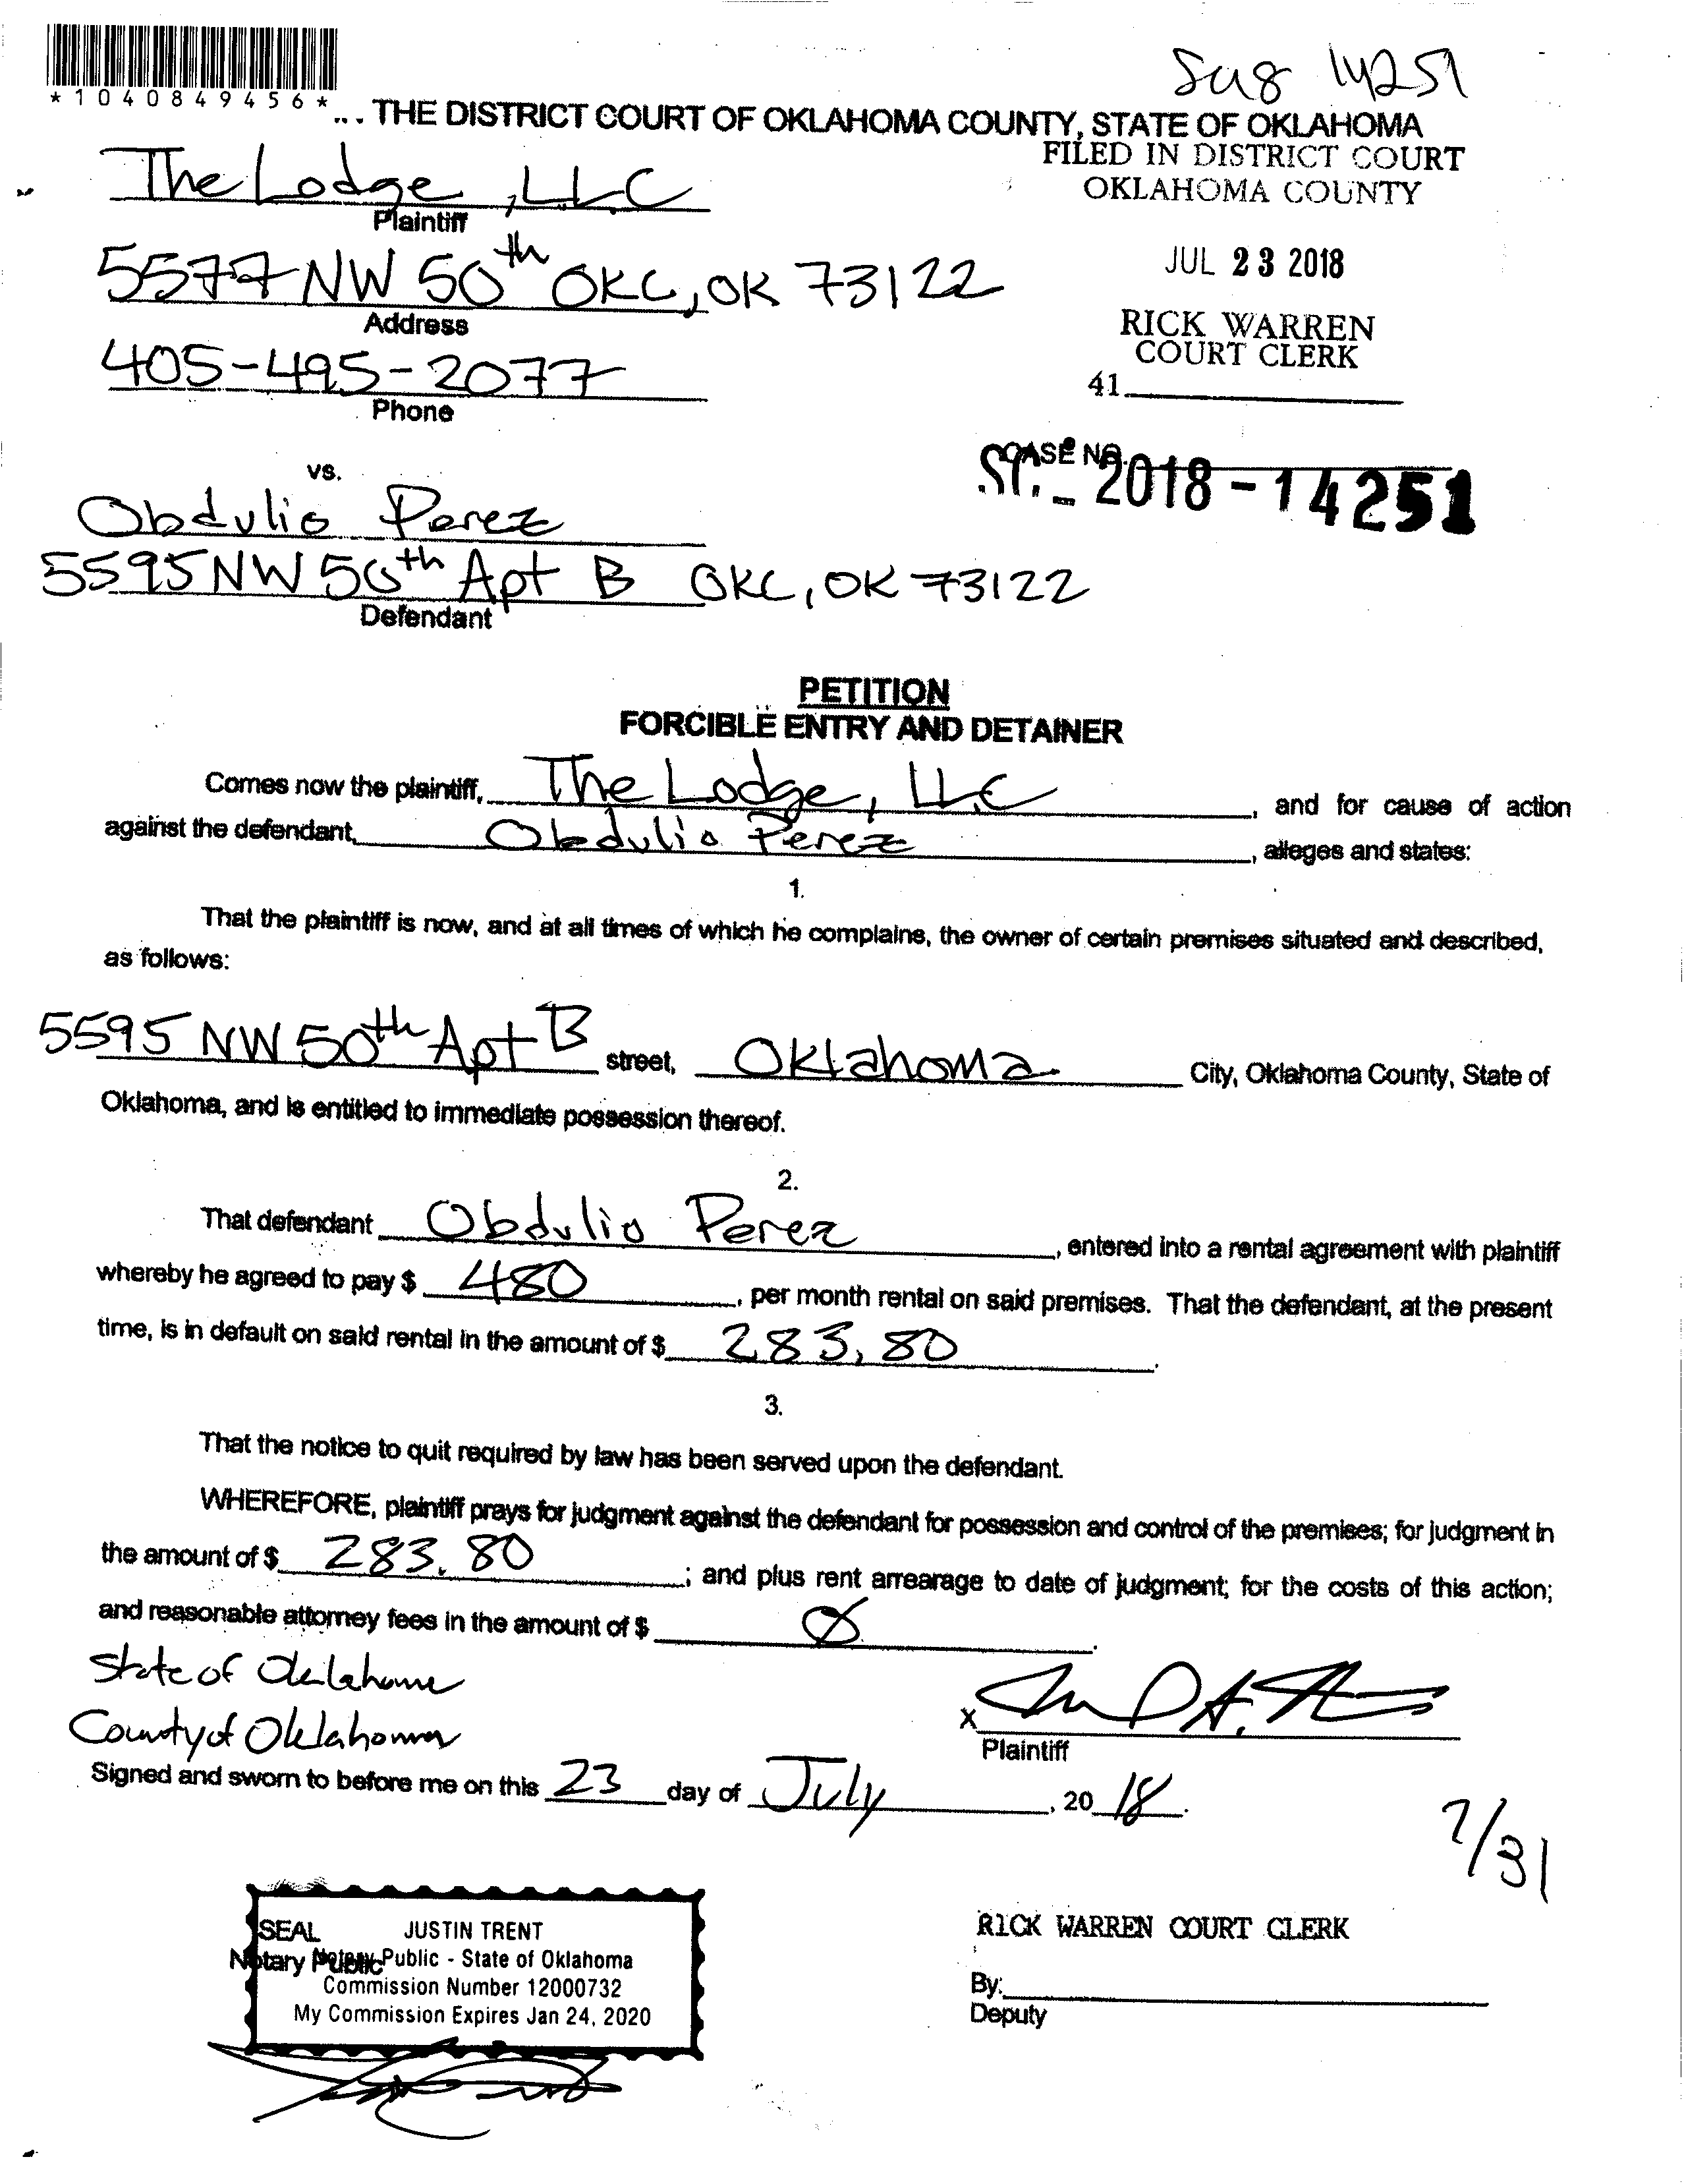 Su8 14251
*1040849456*
... THE DISTRICT COURT OF OKLAHOMA COUNTY, STATE OF OKLAHOMA
FILED IN DISTRICT COURT
OKLAHOMA COUNTY
The Lodge, LLC
Plaintiff
5577 NW 50th OKC, OK 73122
Address
JUL 23 2018
405-495-2077
Phone
RICK WARREN
COURT CLERK
41
vs.
CASE NO.
SC - 2018 - 14251
Obdulio Perez
5595 NW 50th Apt B OKC, OK 73122
Defendant
PETITION
FORCIBLE ENTRY AND DETAINER
Comes now the plaintiff, The Lodge, LLC, and for cause of action
against the defendant, Obdulio Perez, alleges and states:
1.
That the plaintiff is now, and at all times of which he complains, the owner of certain premises situated and described,
as follows:
5595 NW 50th Apt B street, Oklahoma City, Oklahoma County, State of
Oklahoma, and is entitled to immediate possession thereof.
2.
That defendant Obdulio Perez, entered into a rental agreement with plaintiff
whereby he agreed to pay $ 480, per month rental on said premises. That the defendant, at the present
time, is in default on said rental in the amount of $ 283.80.
3.
That the notice to quit required by law has been served upon the defendant.
WHEREFORE, plaintiff prays for judgment against the defendant for possession and control of the premises; for judgment in
the amount of $ 283.80; and plus rent arrearage to date of judgment; for the costs of this action;
and reasonable attorney fees in the amount of $ Ø.
State of Oklahoma
County of Oklahoma
X
Plaintiff
Signed and sworn to before me on this 23 day of July, 20 18.
7/31
SEAL JUSTIN TRENT
Notary Public
Notary Public - State of Oklahoma
Commission Number 12000732
My Commission Expires Jan 24, 2020
RICK WARREN COURT CLERK
By:
Deputy